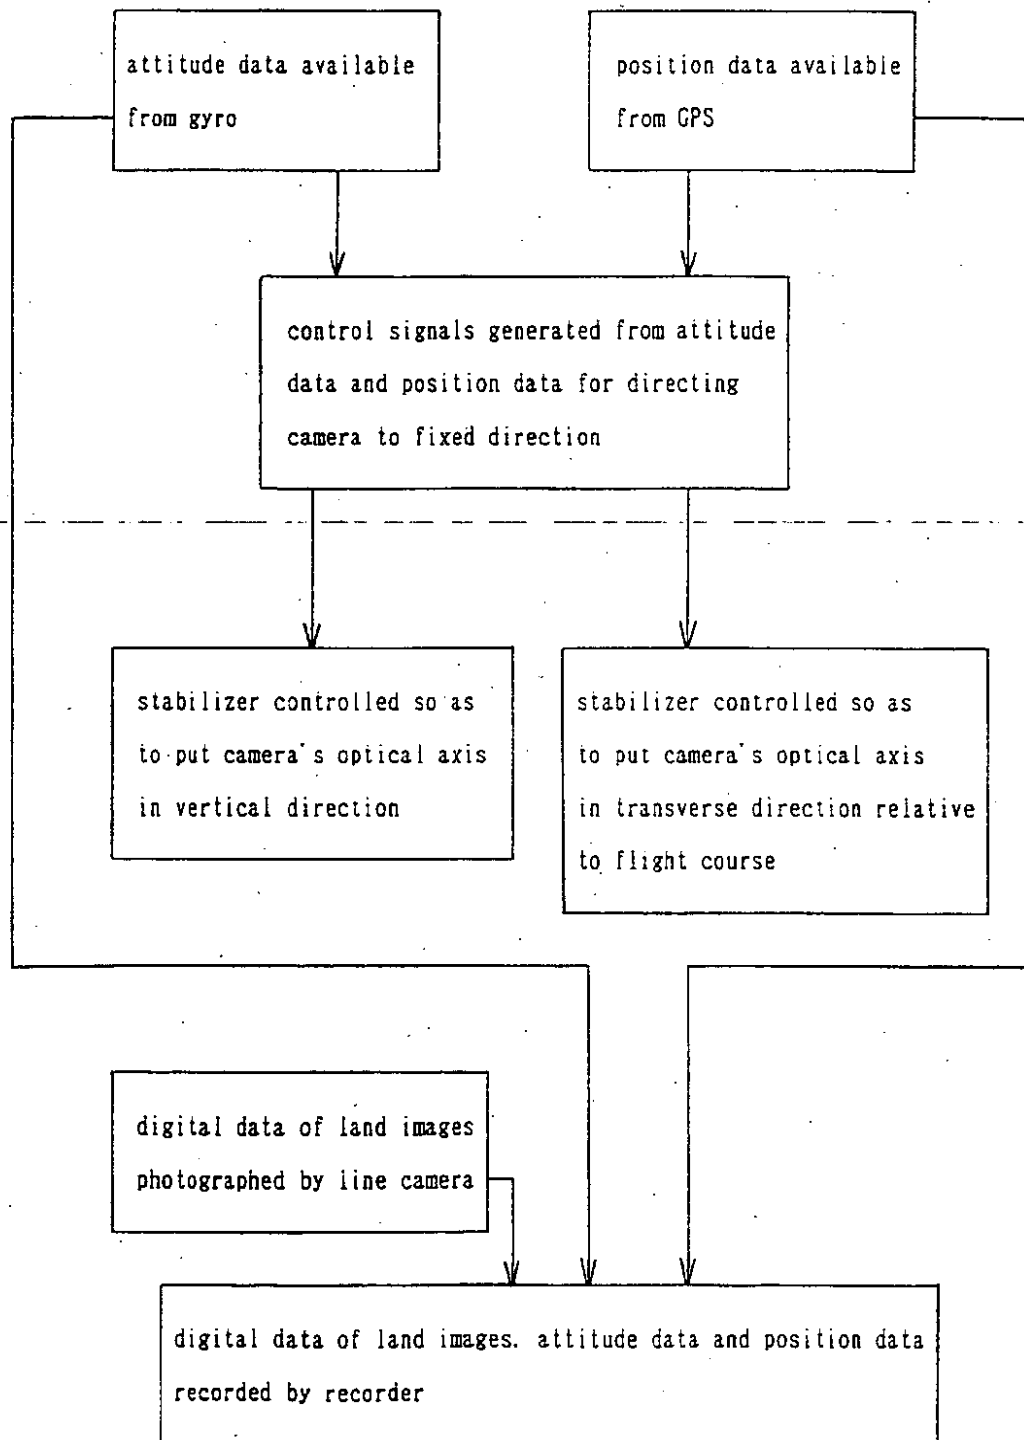 attitude data available
from gyro
position data available
from GPS
control signals generated from attitude
data and position data for directing
camera to fixed direction
stabilizer controlled so as
to put camera's optical axis
in vertical direction
stabilizer controlled so as
to put camera's optical axis
in transverse direction relative
to flight course
digital data of land images
photographed by line camera
digital data of land images. attitude data and position data
recorded by recorder